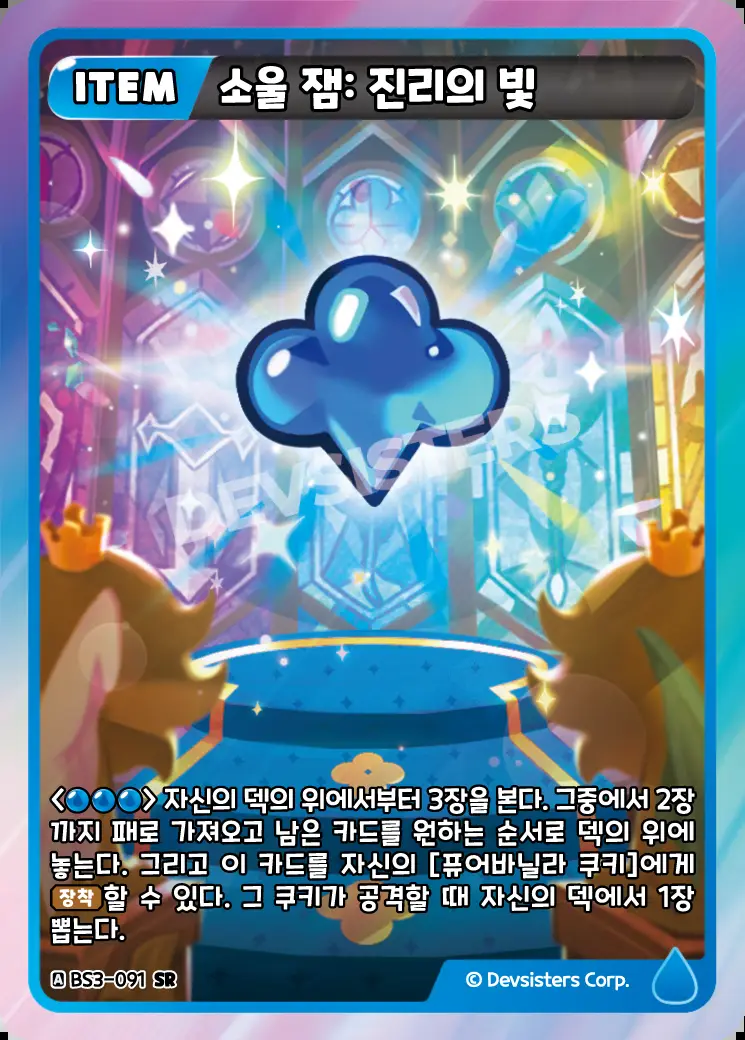 ITEM 소울 잼: 진리의 빛
DEVSISTERS
< > 자신의 덱의 위에서부터 3장을 본다. 그중에서 2장
까지 패로 가져오고 남은 카드를 원하는 순서로 덱의 위에
놓는다. 그리고 이 카드를 자신의 [퓨어바닐라 쿠키]에게
장착 할 수 있다. 그 쿠키가 공격할 때 자신의 덱에서 1장
뽑는다.
A BS3-091 SR © Devsisters Corp.